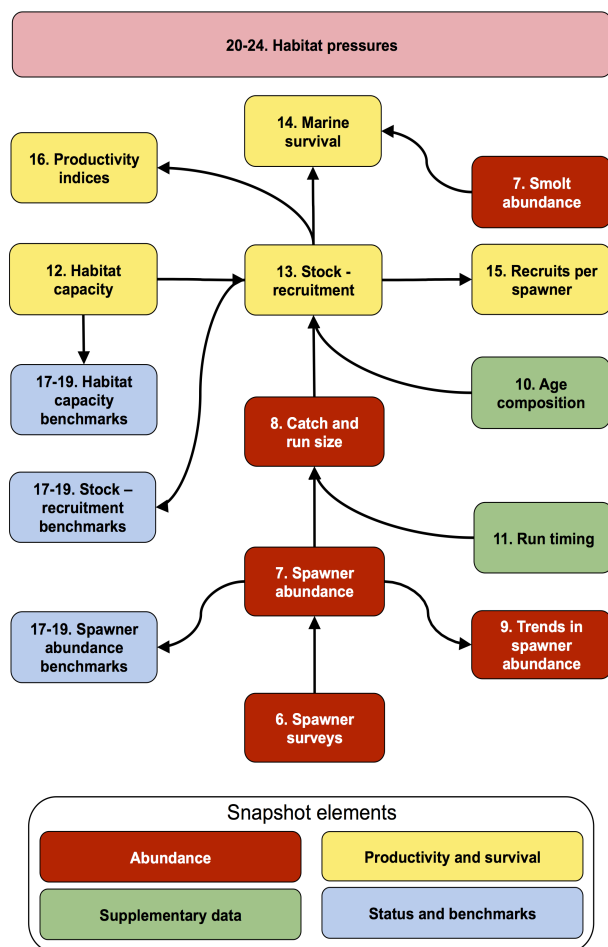 20-24. Habitat pressures
14. Marine
survival
16. Productivity
indices
7. Smolt
abundance
12. Habitat
capacity
13. Stock -
recruitment
15. Recruits per
spawner
17-19. Habitat
capacity
benchmarks
10. Age
composition
8. Catch and
run size
17-19. Stock –
recruitment
benchmarks
11. Run timing
7. Spawner
abundance
17-19. Spawner
abundance
benchmarks
9. Trends in
spawner
abundance
6. Spawner
surveys
Snapshot elements
Abundance
Productivity and survival
Supplementary data
Status and benchmarks